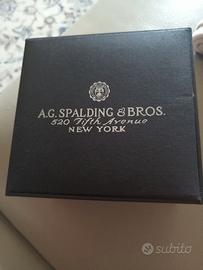 A.G. SPALDING & BROS.
520 Fifth Avenue
NEW YORK
subito